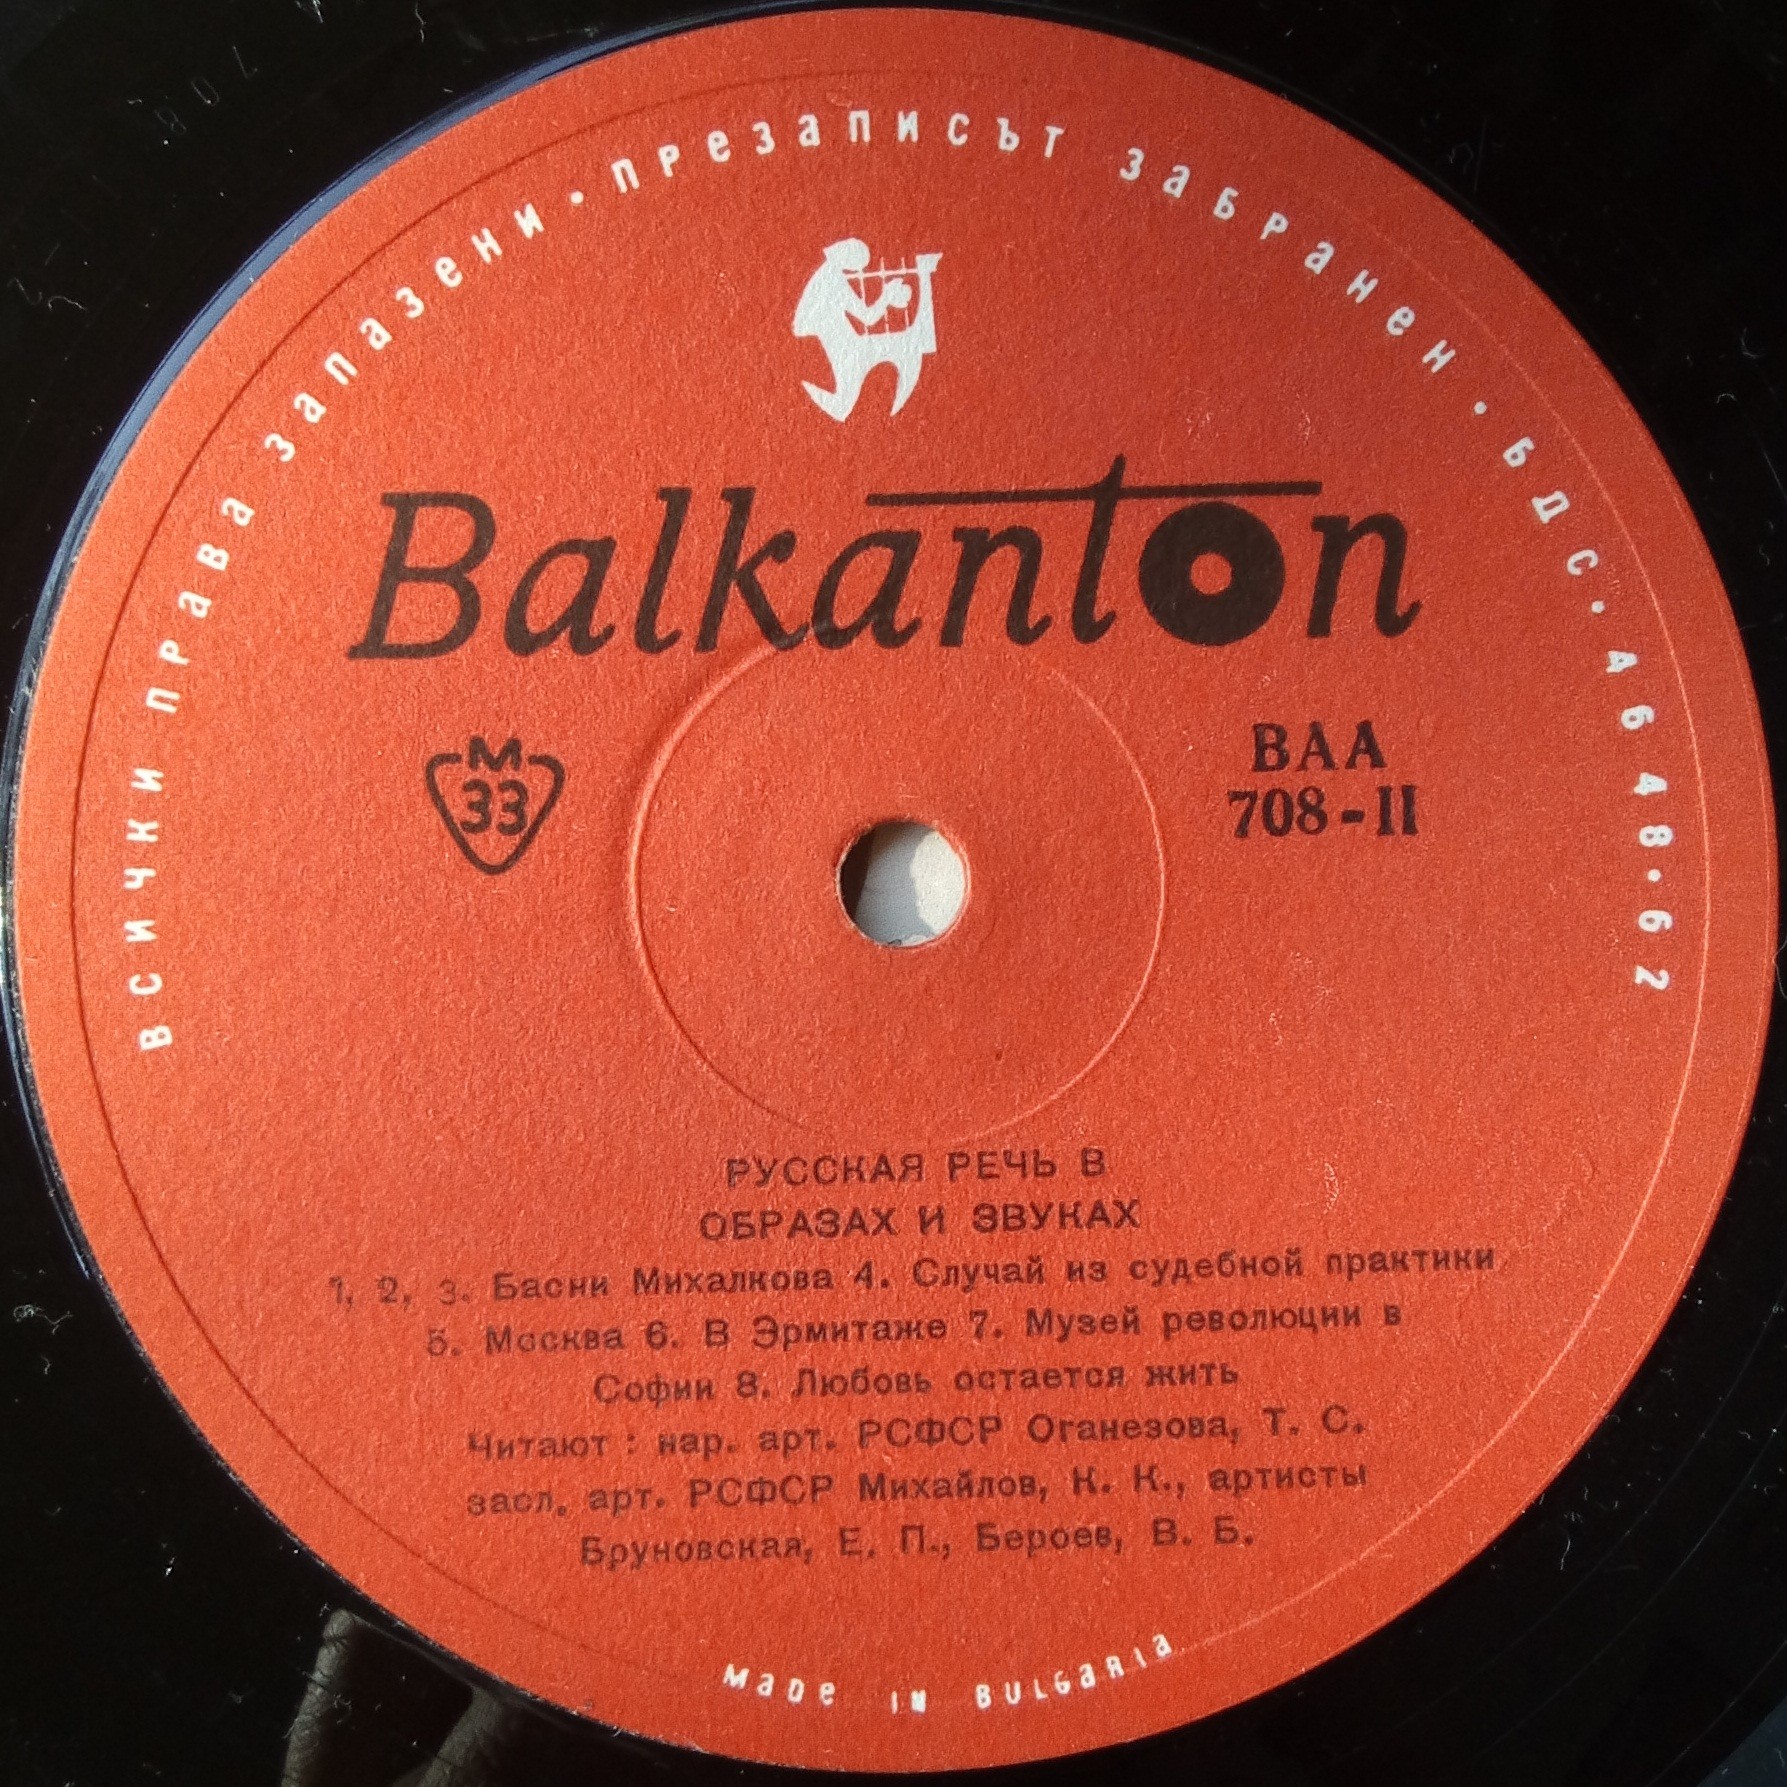 всички права запазени · презаписът забранен · бдс · 4648 · 62
Balkanton
М
33
ВАА
708-II
РУССКАЯ РЕЧЬ В
ОБРАЗАХ И ЗВУКАХ
1, 2, 3. Басни Михалкова 4. Случай из судебной практики
5. Москва 6. В Эрмитаже 7. Музей революции в
Софии 8. Любовь остается жить
Читают : нар. арт. РСФСР Оганезова, Т. С.
засл. арт. РСФСР Михайлов, К. К., артисты
Бруновская, Е. П., Бероев, В. Б.
made in bulgaria